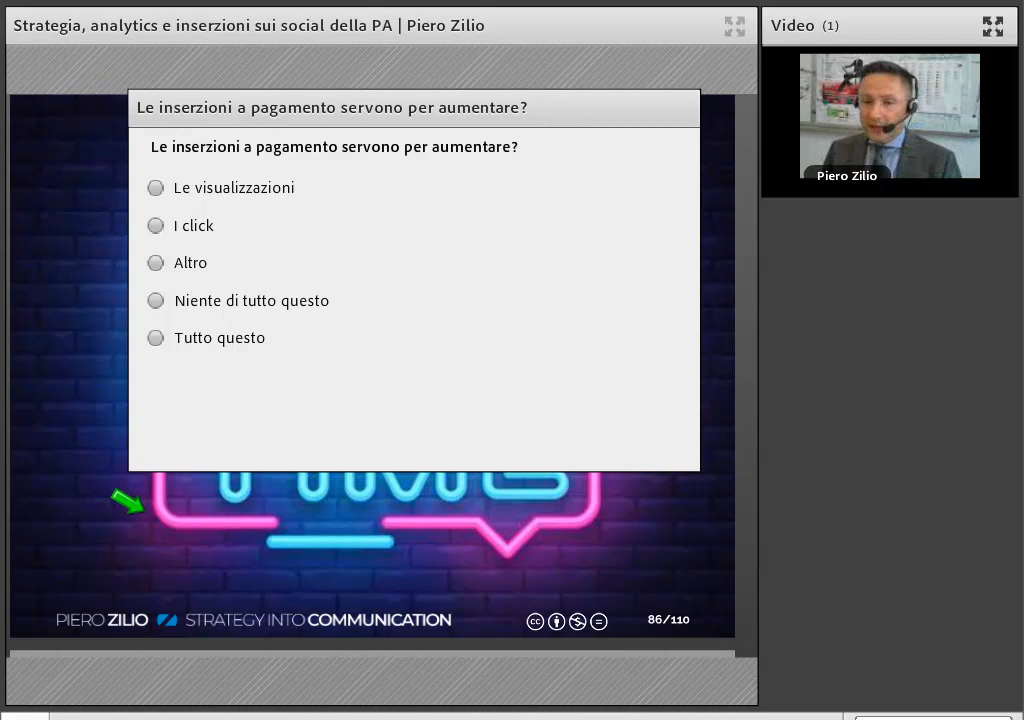 Strategia, analytics e inserzioni sui social della PA | Piero Zilio
Video (1)
Le inserzioni a pagamento servono per aumentare?
Le inserzioni a pagamento servono per aumentare?
Le visualizzazioni
I click
Altro
Niente di tutto questo
Tutto questo
Piero Zilio
PIERO ZILIO STRATEGY INTO COMMUNICATION
86/110